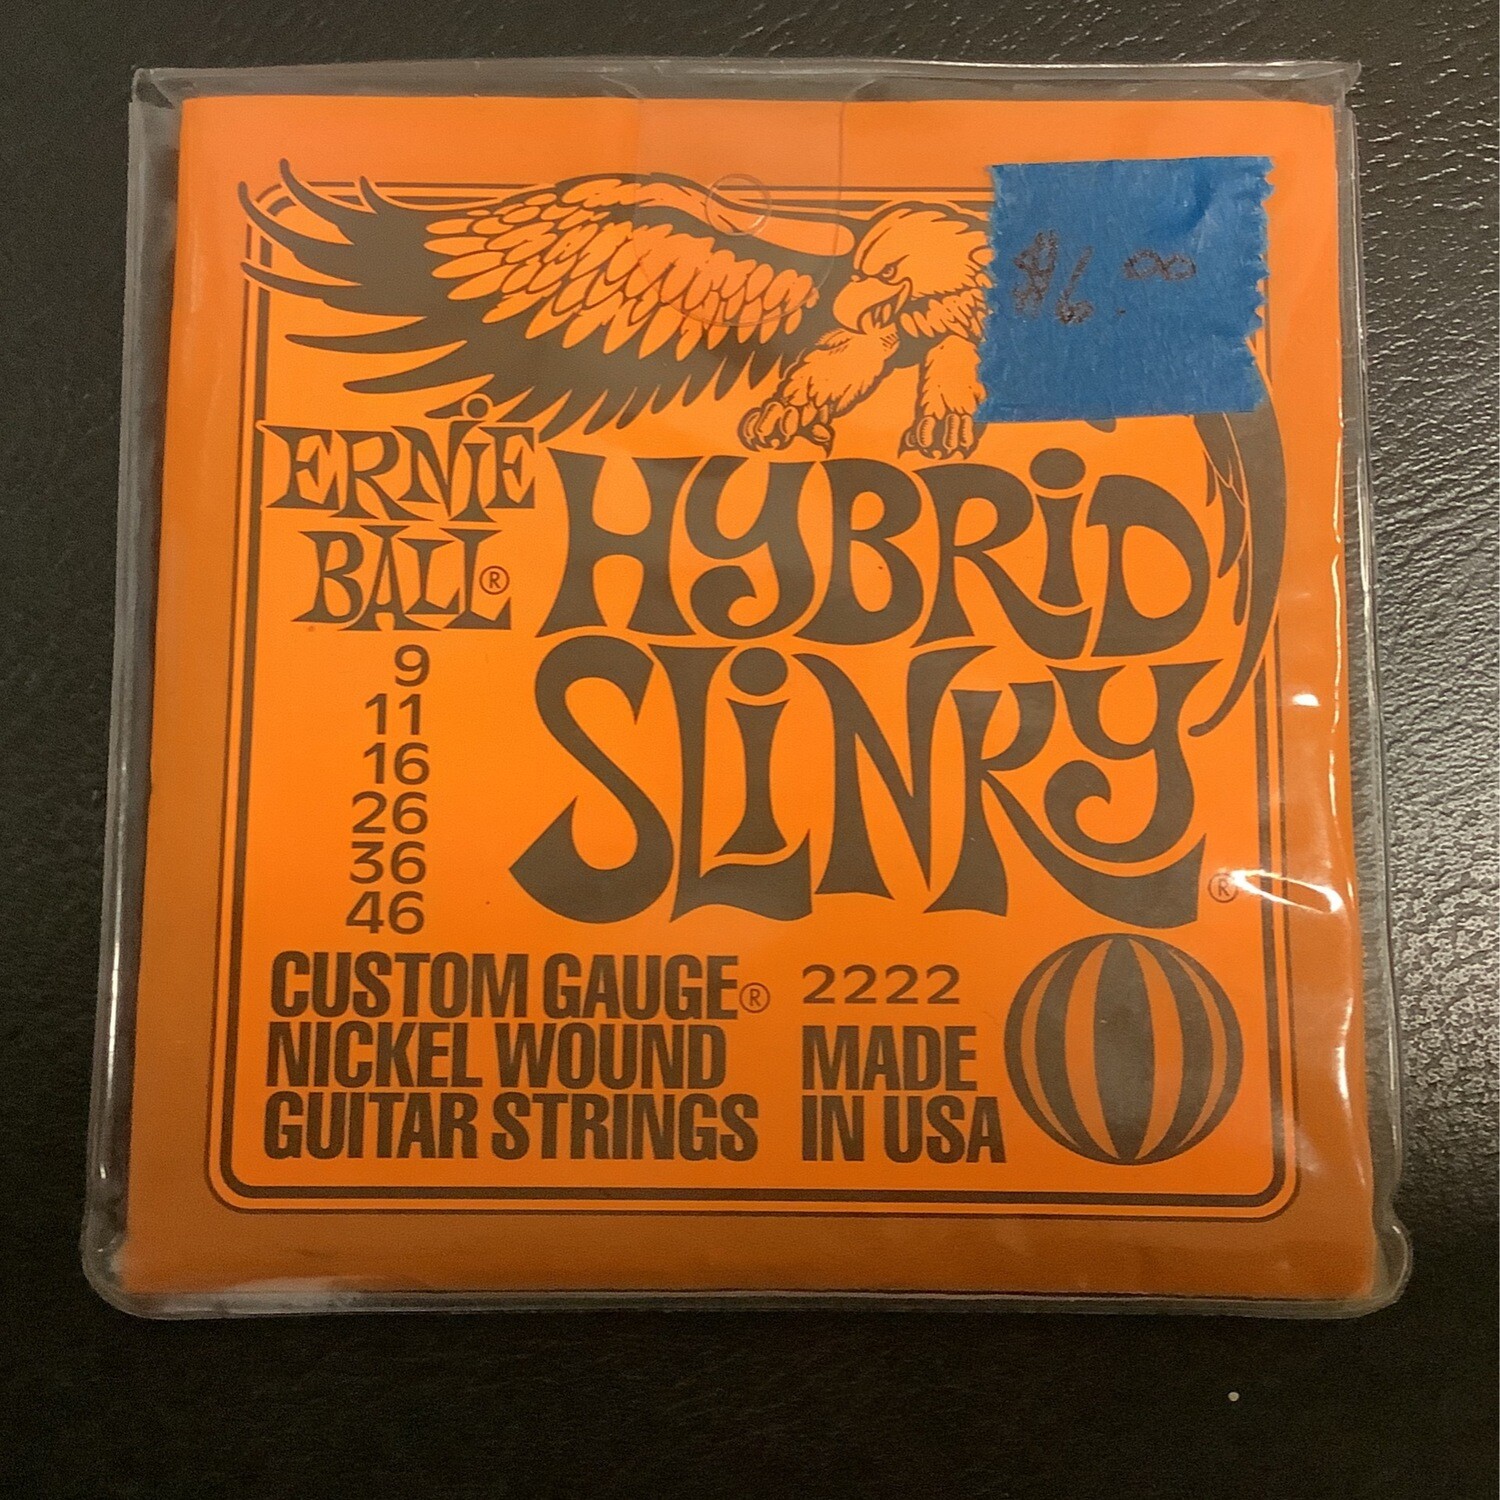 $6.00
ERNIE
BALL®
HYBRID
SLINKY®
9
11
16
26
36
46
CUSTOM GAUGE®
NICKEL WOUND
GUITAR STRINGS
2222
MADE
IN USA